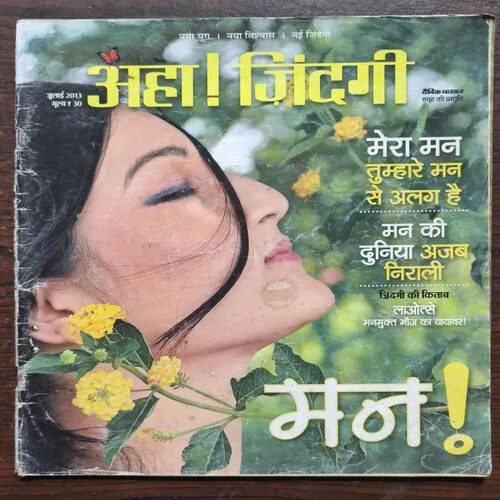 नया युग . । नया विश्वास । नई ज़िंदगी
अहा! ज़िंदगी
जुलाई 2013
मूल्य ₹ 30
दैनिक भास्कर
समूह की प्रस्तुति
मेरा मन
तुम्हारे मन
से अलग है
मन की
दुनिया अजब
निराली
ज़िंदगी की किताब
लाओत्से
मनमुक्त मौज का यायावर!
मन!